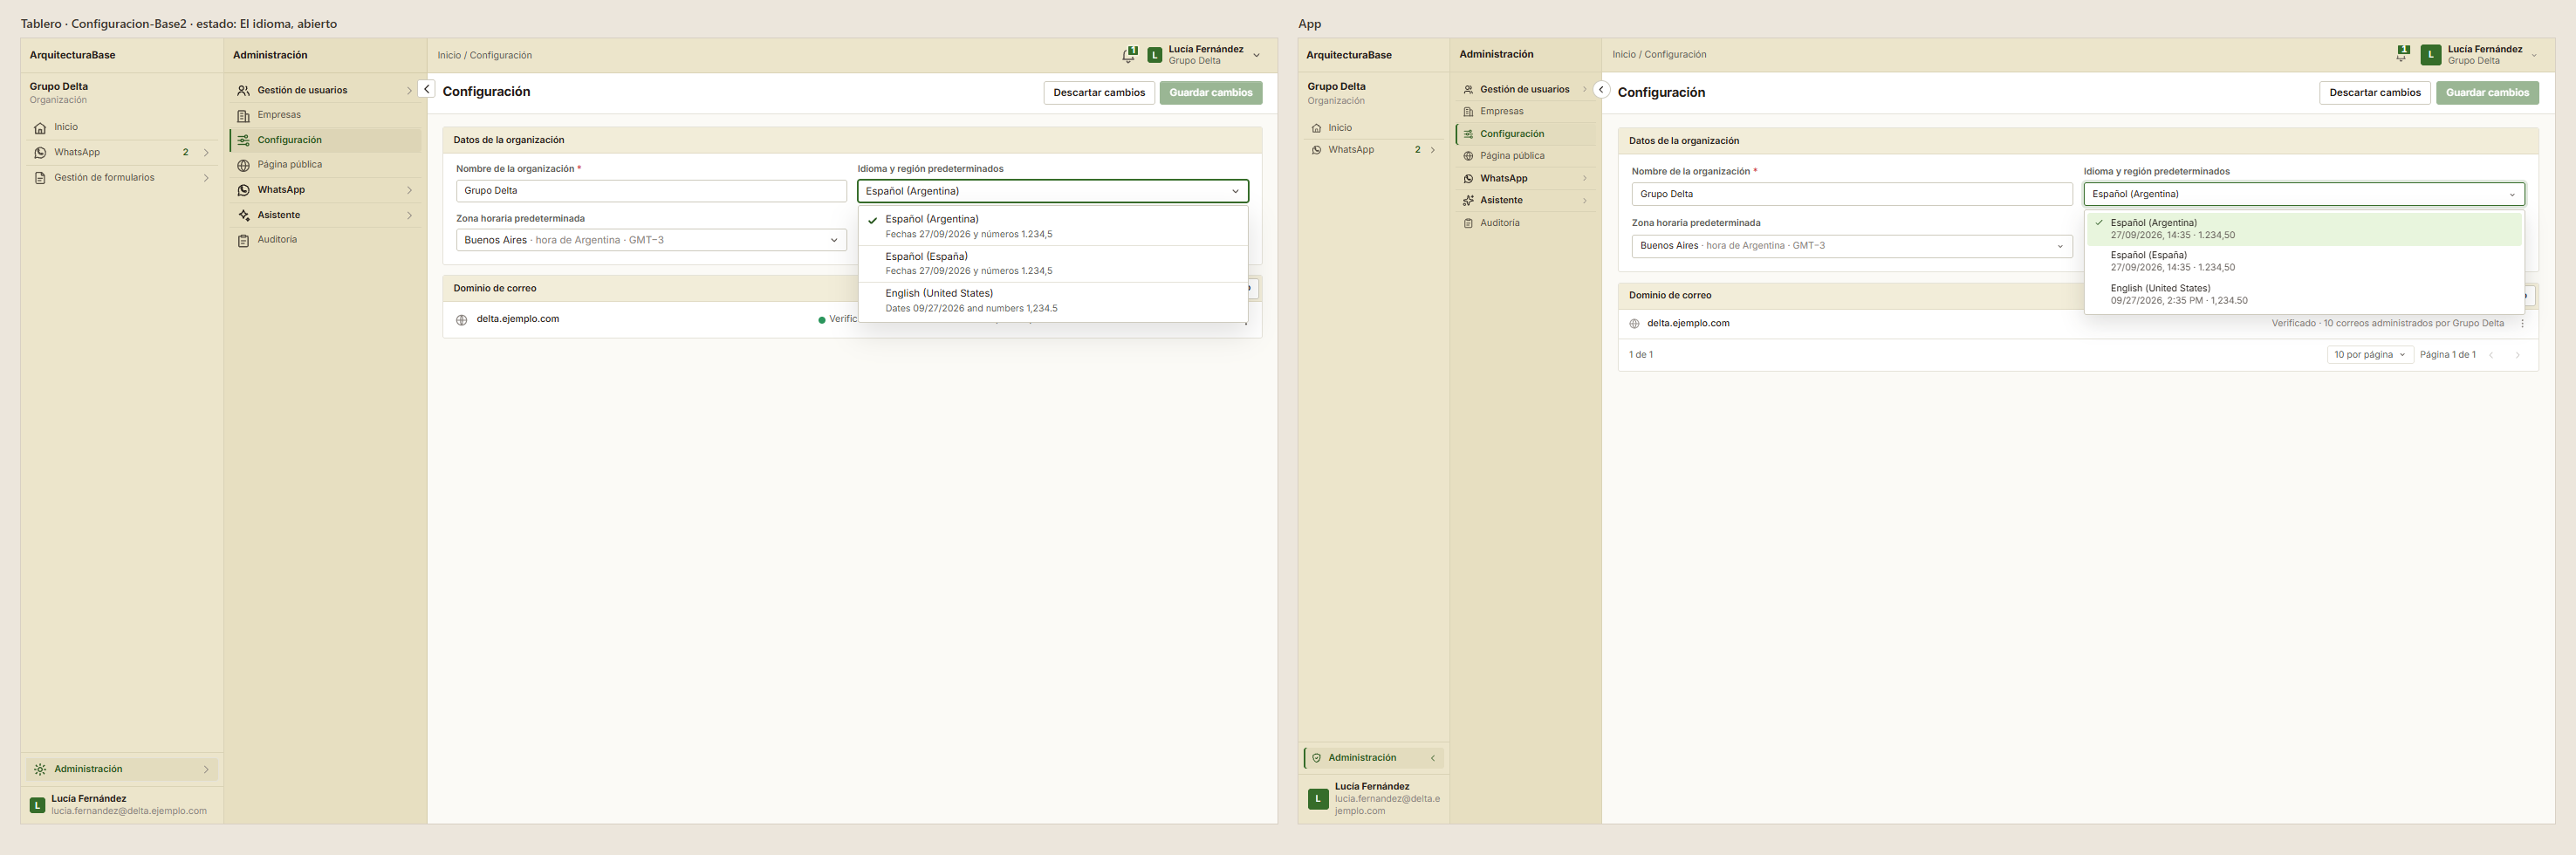 Tablero · Configuracion-Base2 · estado: El idioma, abierto
ArquitecturaBase
Grupo Delta
Organización
Inicio
WhatsApp 2
Gestión de formularios
Administración
Lucía Fernández
lucia.fernandez@delta.ejemplo.com
Administración
Gestión de usuarios
Empresas
Configuración
Página pública
WhatsApp
Asistente
Auditoría
Inicio / Configuración
1
L
Lucía Fernández
Grupo Delta
Configuración
Descartar cambios
Guardar cambios
Datos de la organización
Nombre de la organización *
Grupo Delta
Idioma y región predeterminados
Español (Argentina)
Zona horaria predeterminada
Buenos Aires · hora de Argentina · GMT−3
Español (Argentina)
Fechas 27/09/2026 y números 1.234,5
Español (España)
Fechas 27/09/2026 y números 1.234,5
English (United States)
Dates 09/27/2026 and numbers 1,234.5
Dominio de correo
delta.ejemplo.com
Verific
L
App
ArquitecturaBase
Grupo Delta
Organización
Inicio
WhatsApp 2
Administración
L
Lucía Fernández
lucia.fernandez@delta.e
jemplo.com
Administración
Gestión de usuarios
Empresas
Configuración
Página pública
WhatsApp
Asistente
Auditoría
Inicio / Configuración
1
L
Lucía Fernández
Grupo Delta
Configuración
Descartar cambios
Guardar cambios
Datos de la organización
Nombre de la organización *
Grupo Delta
Idioma y región predeterminados
Español (Argentina)
Zona horaria predeterminada
Buenos Aires · hora de Argentina · GMT−3
Español (Argentina)
27/09/2026, 14:35 · 1.234,50
Español (España)
27/09/2026, 14:35 · 1.234,50
English (United States)
09/27/2026, 2:35 PM · 1,234.50
Dominio de correo
delta.ejemplo.com
Verificado · 10 correos administrados por Grupo Delta
1 de 1
10 por página
Página 1 de 1